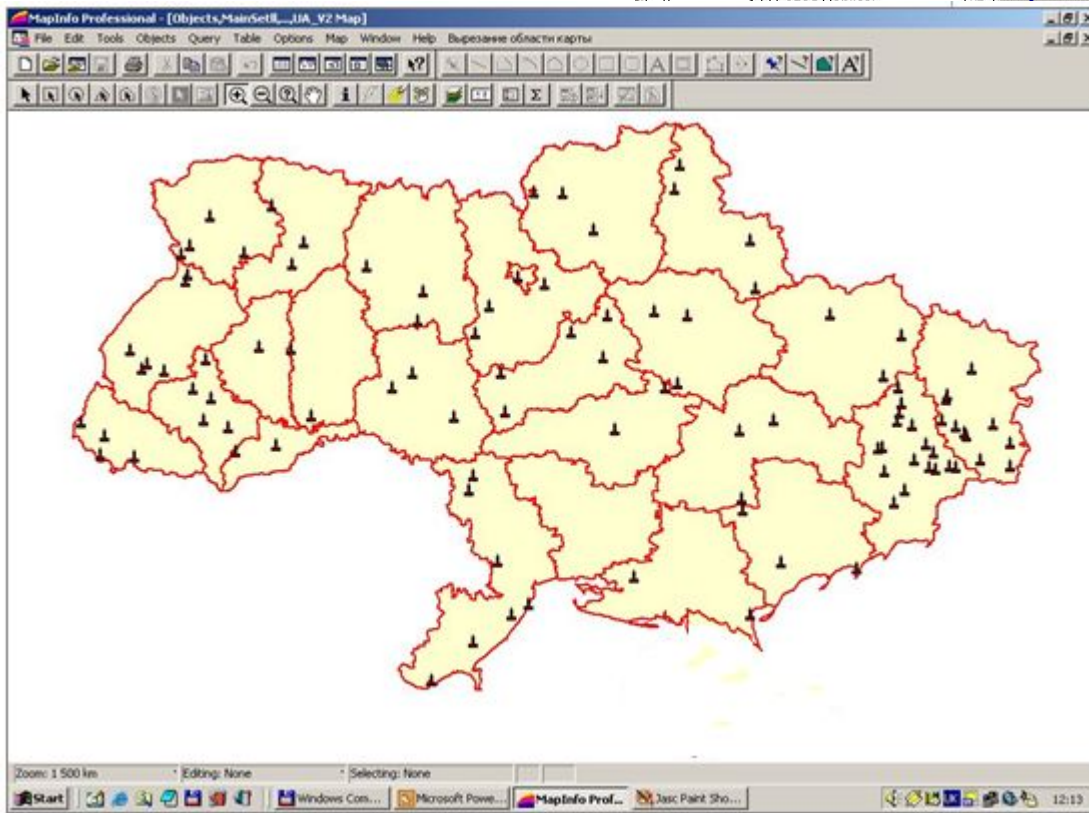 MapInfo Professional - [Objects,MainSetll,...,UA_V2 Map]
File Edit Tools Objects Query Table Options Map Window Help Вырезание области карты
Zoom: 1 500 km Editing: None Selecting: None
Start Windows Com... Microsoft Powe... MapInfo Prof... Jasc Paint Sho... 12:13